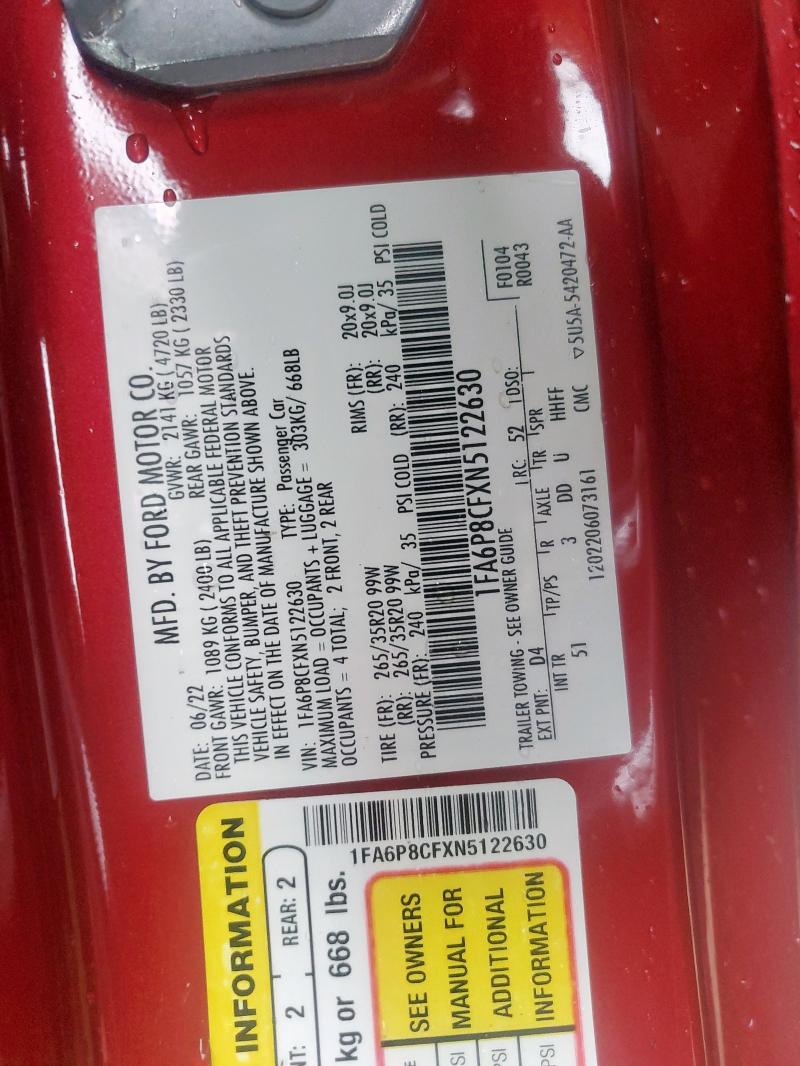 MFD. BY FORD MOTOR CO.
DATE: 06/22 GVWR: 2141 KG ( 4720 LB)
FRONT GAWR: 1089 KG ( 2400 LB) REAR GAWR: 1057 KG ( 2330 LB)
THIS VEHICLE CONFORMS TO ALL APPLICABLE FEDERAL MOTOR
VEHICLE SAFETY, BUMPER, AND THEFT PREVENTION STANDARDS
IN EFFECT ON THE DATE OF MANUFACTURE SHOWN ABOVE.
VIN: 1FA6P8CFXN5122630 TYPE: Passenger Car
MAXIMUM LOAD = OCCUPANTS + LUGGAGE = 303KG/ 668LB
OCCUPANTS = 4 TOTAL; 2 FRONT, 2 REAR
TIRE (FR): 265/35R20 99W RIMS (FR): 20x9.0J
(RR): 265/35R20 99W (RR): 20x9.0J
PRESSURE (FR): 240 kPa/ 35 PSI COLD (RR): 240 kPa/ 35 PSI COLD
1FA6P8CFXN5122630
TRAILER TOWING - SEE OWNER GUIDE
F0104
R0043
EXT PNT: D4 RC: 52 DSO:
INT TR TP/PS R AXLE TR SPR
51 3 DD U HHFF
1202206073161 CMC ▽5U5A-5420472-AA
INFORMATION
NT: 2 REAR: 2
kg or 668 lbs.
1FA6P8CFXN5122630
SEE OWNERS
MANUAL FOR
ADDITIONAL
INFORMATION
E
PSI
PSI
PSI